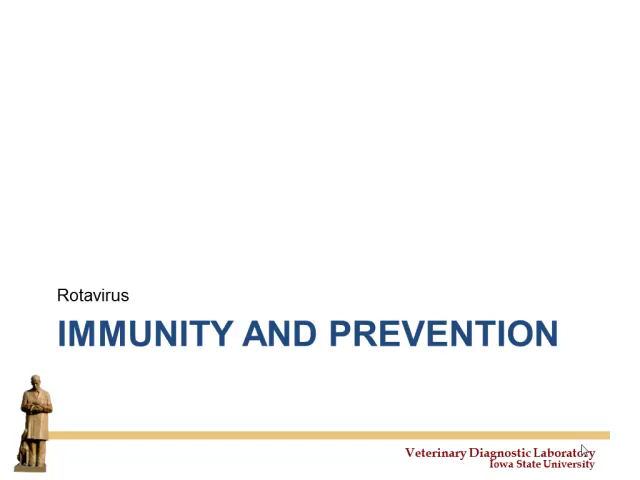 Rotavirus
IMMUNITY AND PREVENTION
Veterinary Diagnostic Laboratory
Iowa State University